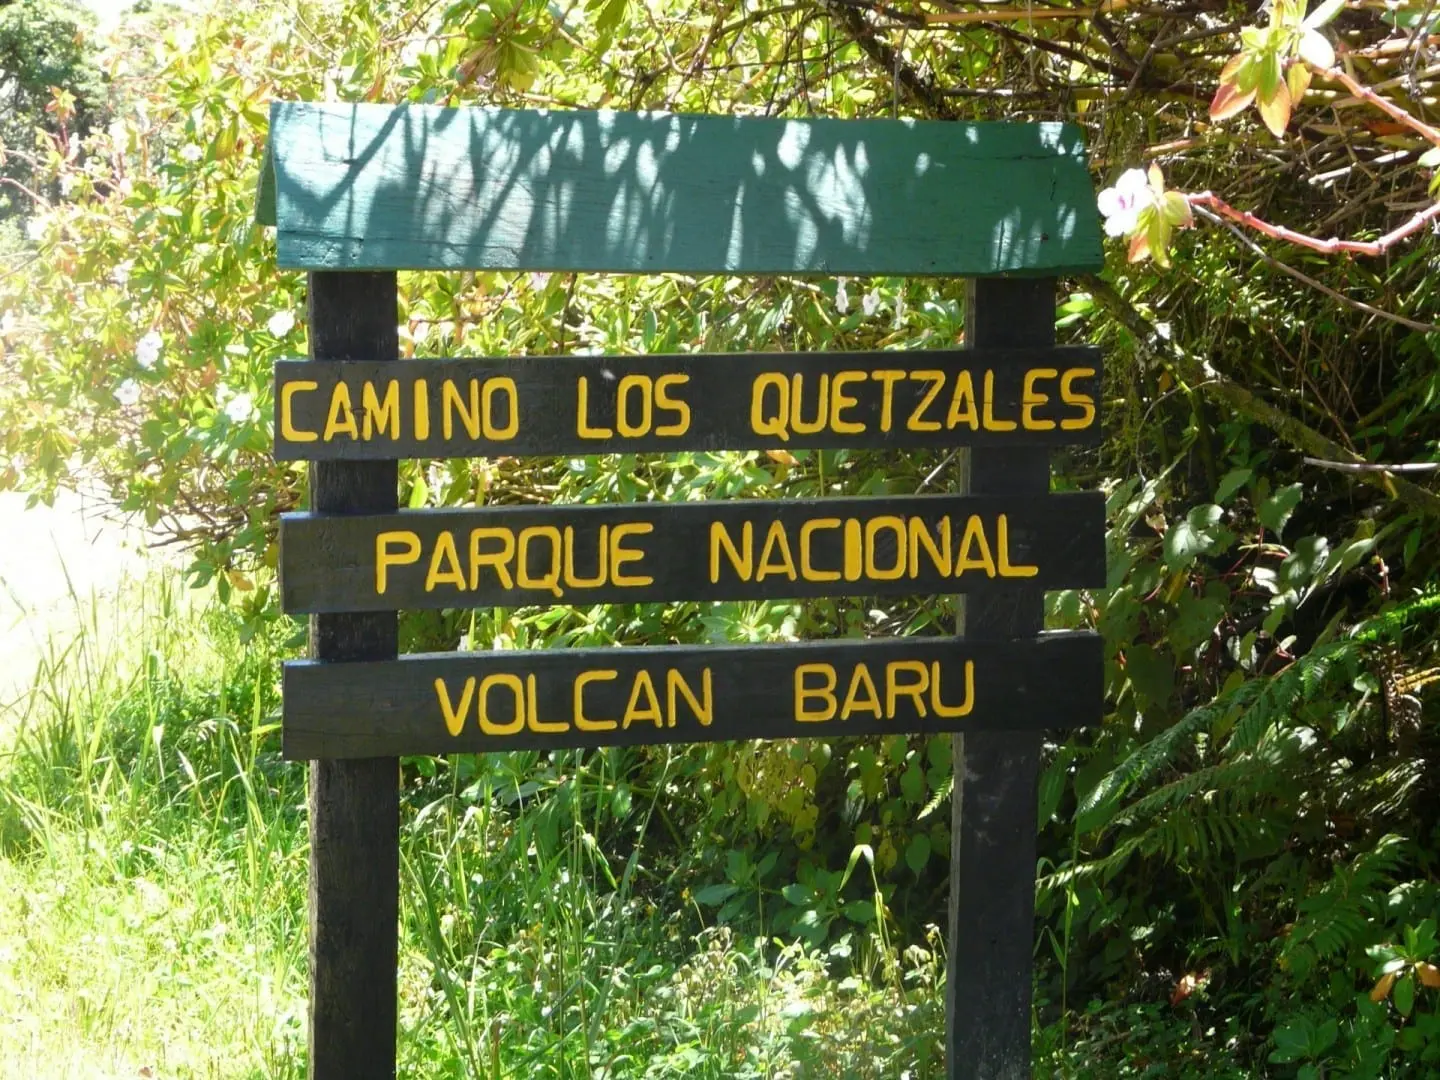 CAMINO LOS QUETZALES
PARQUE NACIONAL
VOLCAN BARU